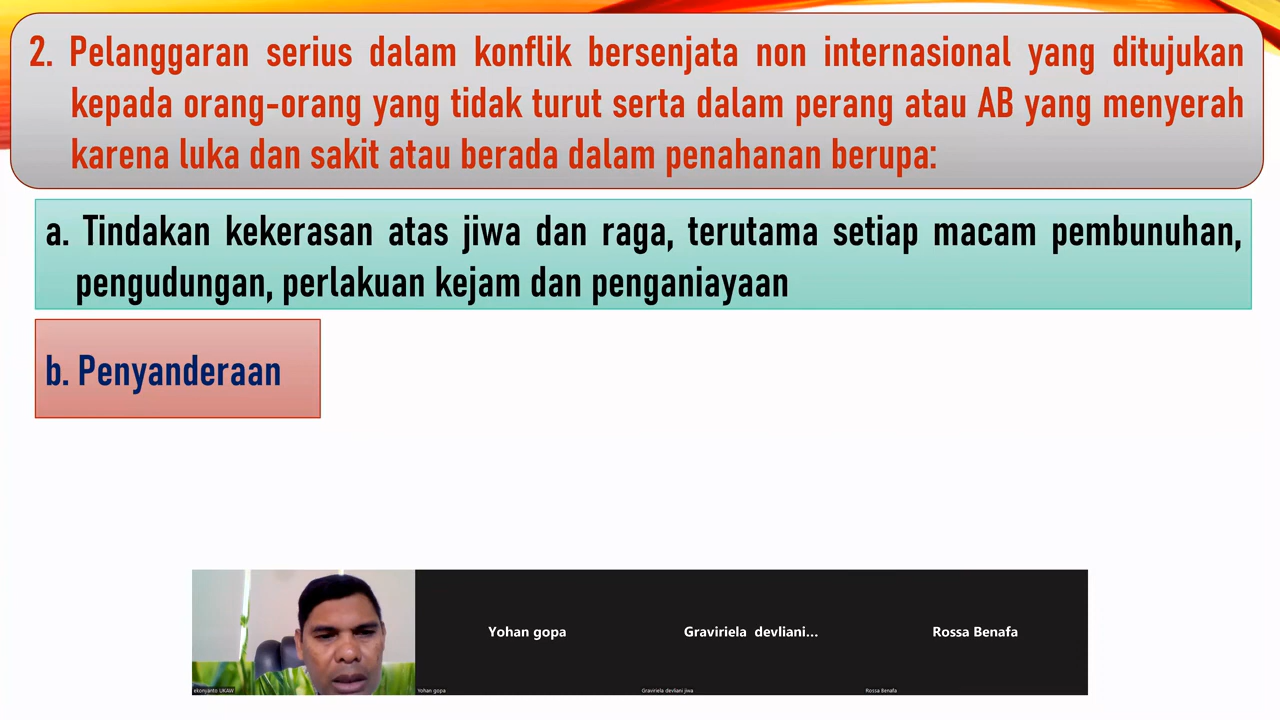 2. Pelanggaran serius dalam konflik bersenjata non internasional yang ditujukan
kepada orang-orang yang tidak turut serta dalam perang atau AB yang menyerah
karena luka dan sakit atau berada dalam penahanan berupa:
a. Tindakan kekerasan atas jiwa dan raga, terutama setiap macam pembunuhan,
pengudungan, perlakuan kejam dan penganiayaan
b. Penyanderaan
Yohan gopa
Graviriela devliani...
Rossa Benafa
ekonyanto UKAW
Yohan gopa
Graviriela devliani jiwa
Rossa Benafa